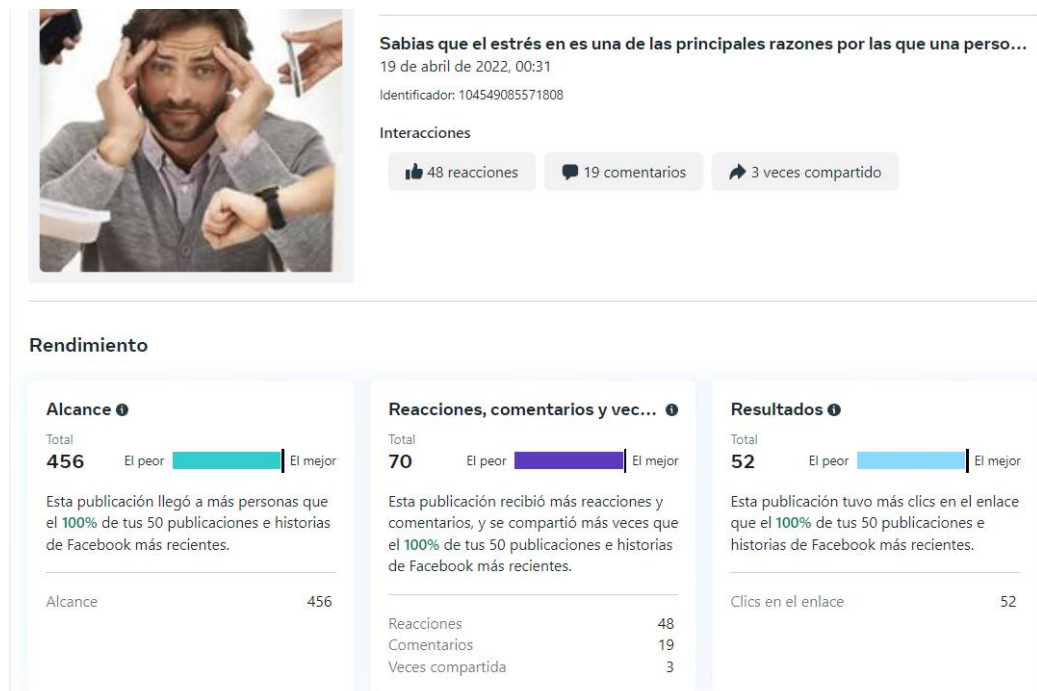 Sabias que el estrés en es una de las principales razones por las que una perso...
19 de abril de 2022, 00:31
Identificador: 104549085571808
Interacciones
48 reacciones
19 comentarios
3 veces compartido
Rendimiento
Alcance
Total
456 El peor El mejor
Esta publicación llegó a más personas que
el 100% de tus 50 publicaciones e historias
de Facebook más recientes.
Alcance 456
Reacciones, comentarios y vec...
Total
70 El peor El mejor
Esta publicación recibió más reacciones y
comentarios, y se compartió más veces que
el 100% de tus 50 publicaciones e historias
de Facebook más recientes.
Reacciones 48
Comentarios 19
Veces compartida 3
Resultados
Total
52 El peor El mejor
Esta publicación tuvo más clics en el enlace
que el 100% de tus 50 publicaciones e
historias de Facebook más recientes.
Clics en el enlace 52